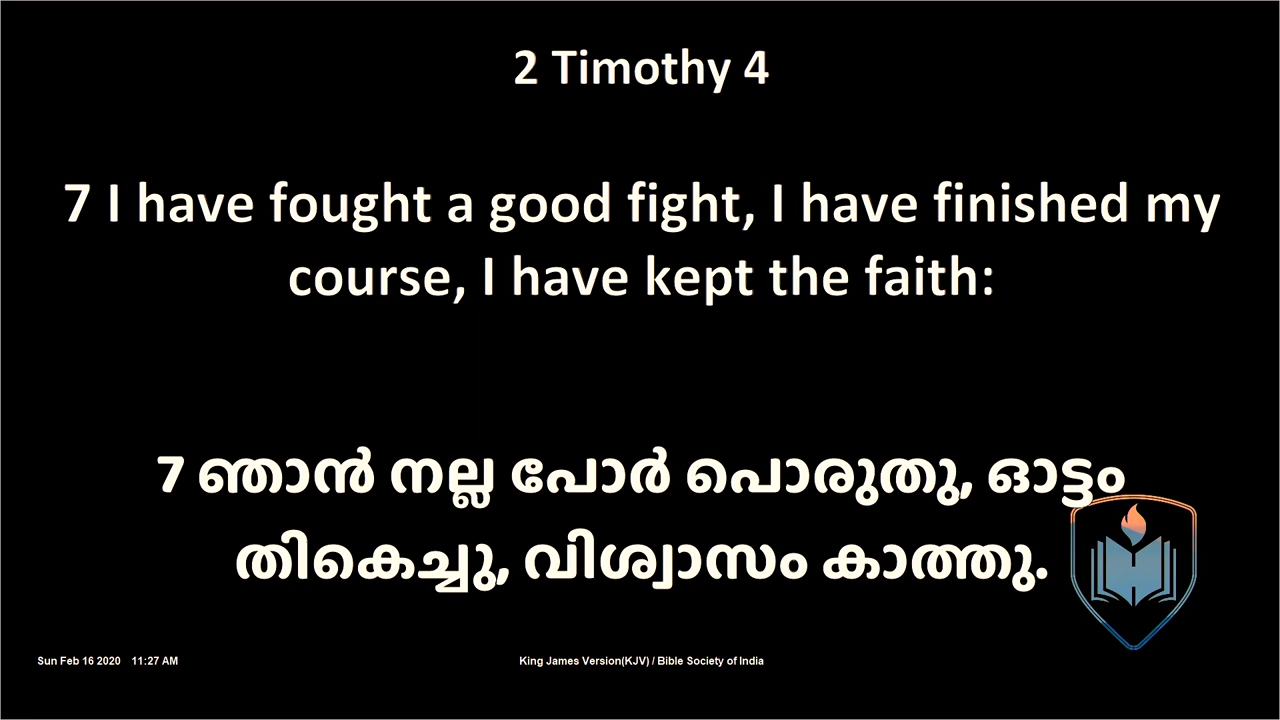 2 Timothy 4
7 I have fought a good fight, I have finished my
course, I have kept the faith:
7 ഞാൻ നല്ല പോർ പൊരുതു, ഓട്ടം
തികെച്ചു, വിശ്വാസം കാത്തു.
Sun Feb 16 2020 11:27 AM
King James Version(KJV) / Bible Society of India